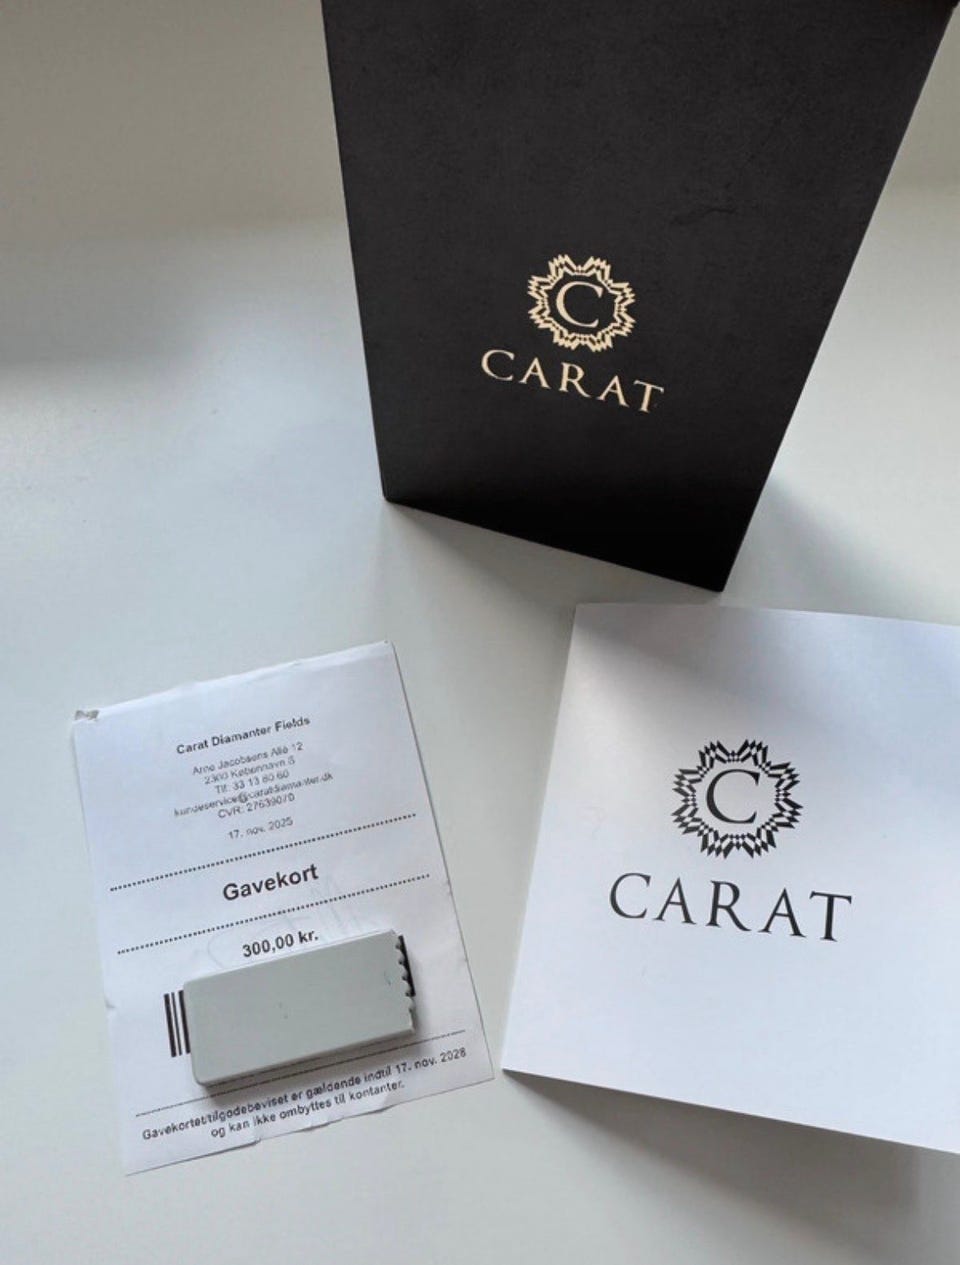 C
CARAT
Carat Diamanter Fields
Arne Jacobsens Allé 12
2300 København S
Tlf: 33 13 60 60
kundeservice@caratdiamanter.dk
CVR: 27639070
17. nov. 2025
Gavekort
300,00 kr.
Gavekortet/tilgodebeviset er gældende indtil 17. nov. 2028
og kan ikke ombyttes til kontanter.
C
CARAT